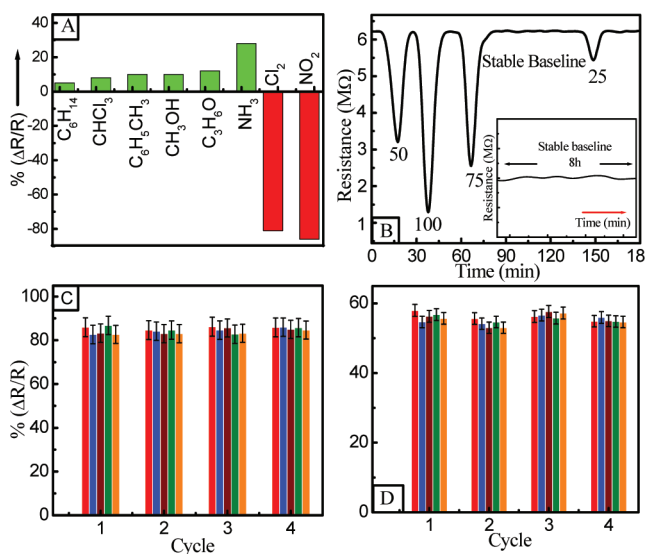 A
% (ΔR/R)
40
20
0
-20
-40
-60
-80
C6H14
CHCl3
C6H5CH3
CH3OH
C3H6O
NH3
Cl2
NO2
B
Resistance (MΩ)
6
5
4
3
2
1
0 30 60 90 120 150 18
Time (min)
50
100
75
25
Stable Baseline
Resistance (MΩ)
Stable baseline
8h
Time (min)
C
% (ΔR/R)
100
80
60
40
20
0
1 2 3 4
Cycle
D
60
40
20
0
1 2 3 4
Cycle